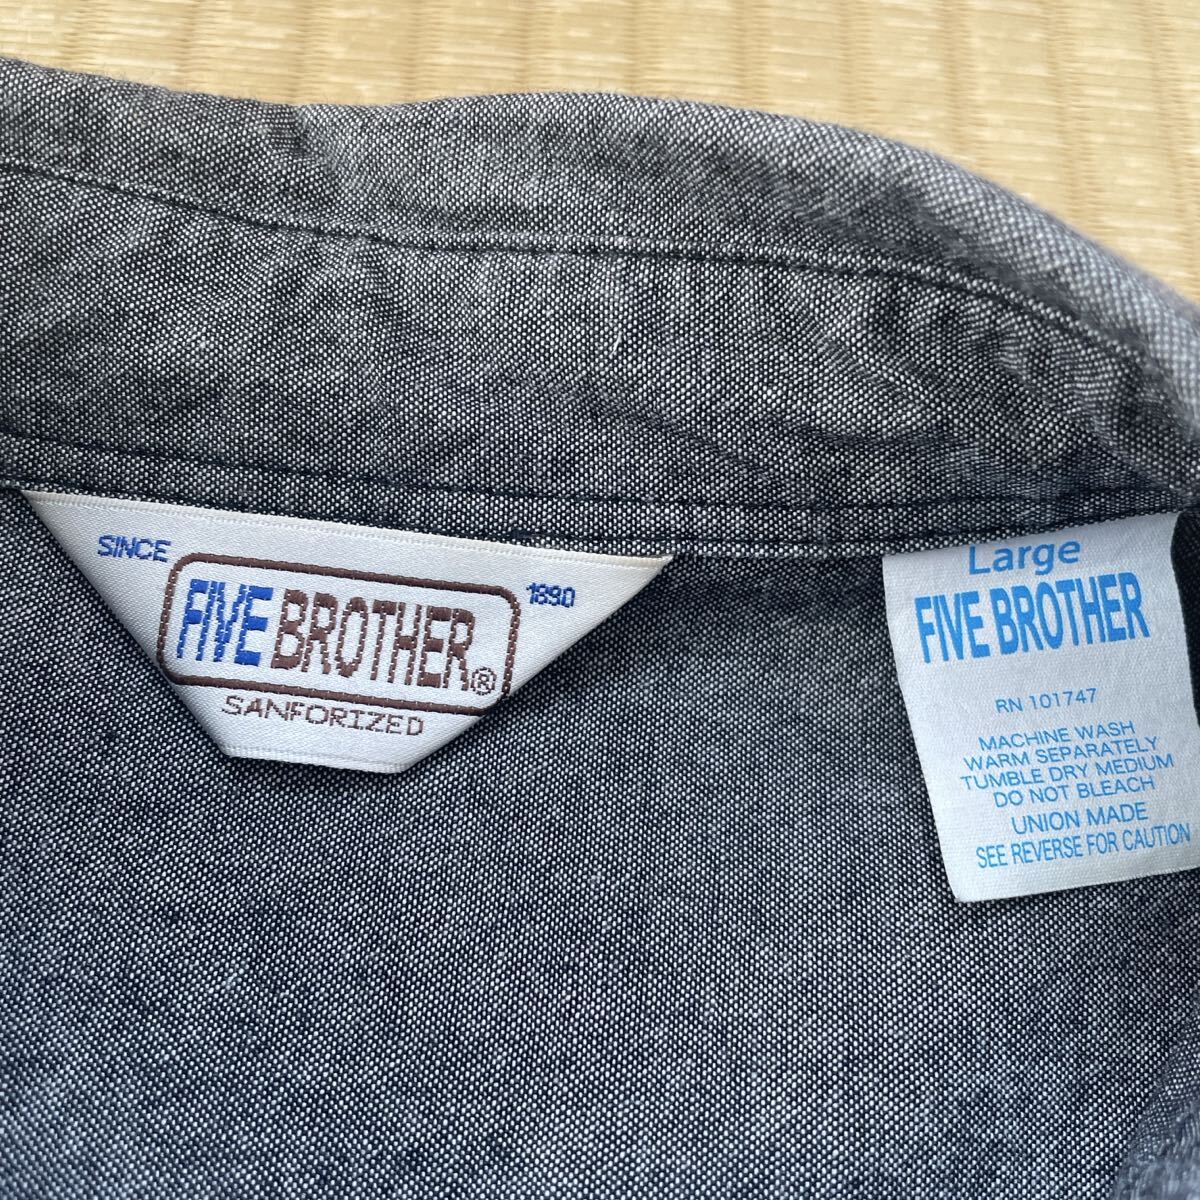 SINCE 1890
FIVE BROTHER®
SANFORIZED
Large
FIVE BROTHER
RN 101747
MACHINE WASH
WARM SEPARATELY
TUMBLE DRY MEDIUM
DO NOT BLEACH
UNION MADE
SEE REVERSE FOR CAUTION